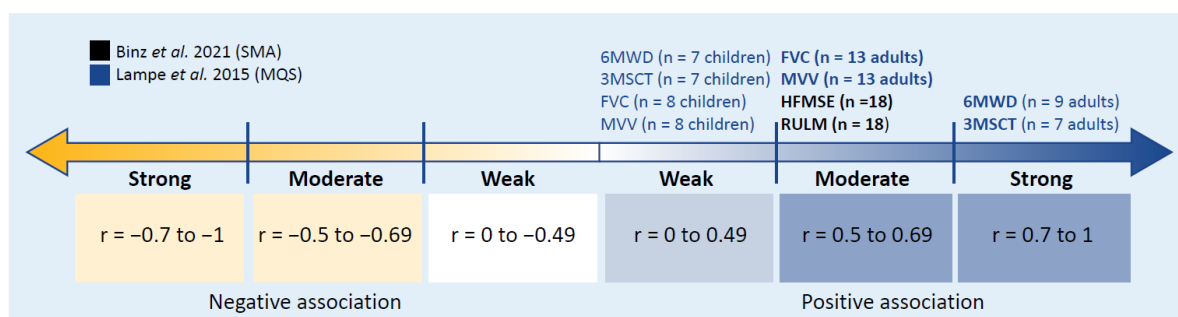 Binz et al. 2021 (SMA)
Lampe et al. 2015 (MQS)
6MWD (n = 7 children)
3MSCT (n = 7 children)
FVC (n = 8 children)
MVV (n = 8 children)
FVC (n = 13 adults)
MVV (n = 13 adults)
HFMSE (n =18)
RULM (n = 18)
6MWD (n = 9 adults)
3MSCT (n = 7 adults)
Strong
Moderate
Weak
Weak
Moderate
Strong
r = −0.7 to −1
r = −0.5 to −0.69
r = 0 to −0.49
r = 0 to 0.49
r = 0.5 to 0.69
r = 0.7 to 1
Negative association
Positive association